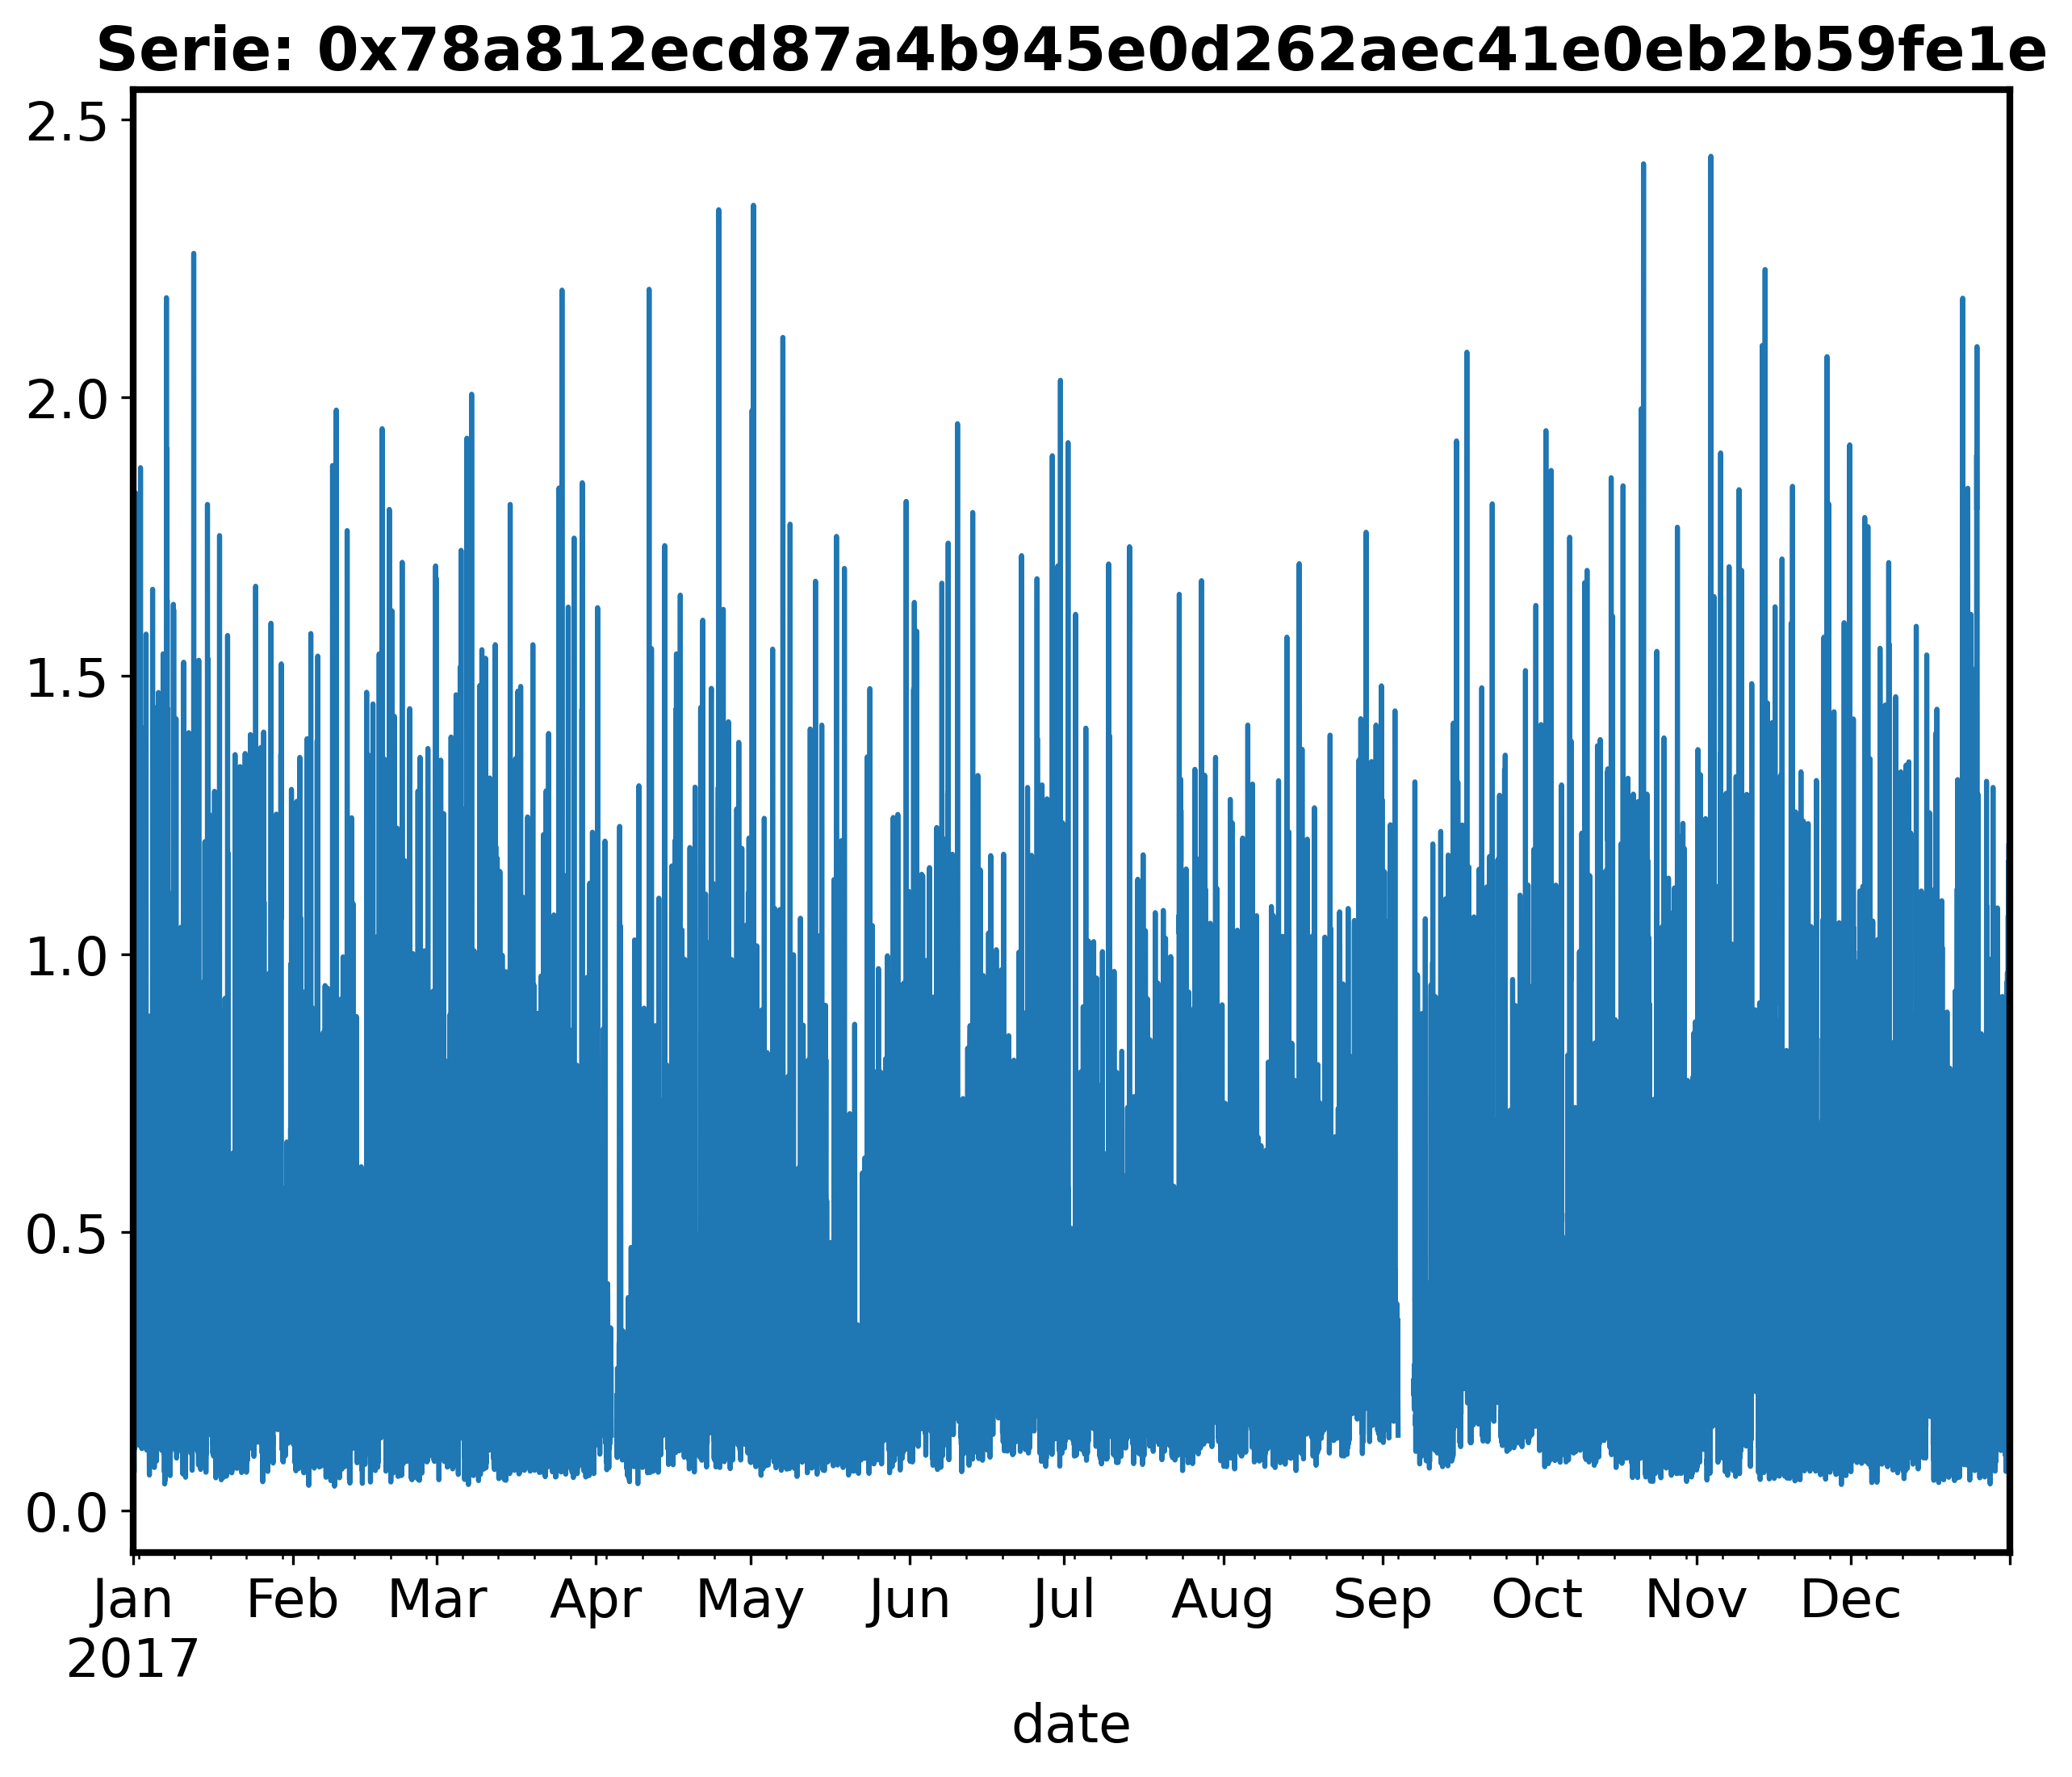 Serie: 0x78a812ecd87a4b945e0d262aec41e0eb2b59fe1e
2.5
2.0
1.5
1.0
0.5
0.0
Jan Feb Mar Apr May Jun Jul Aug Sep Oct Nov Dec
2017
date